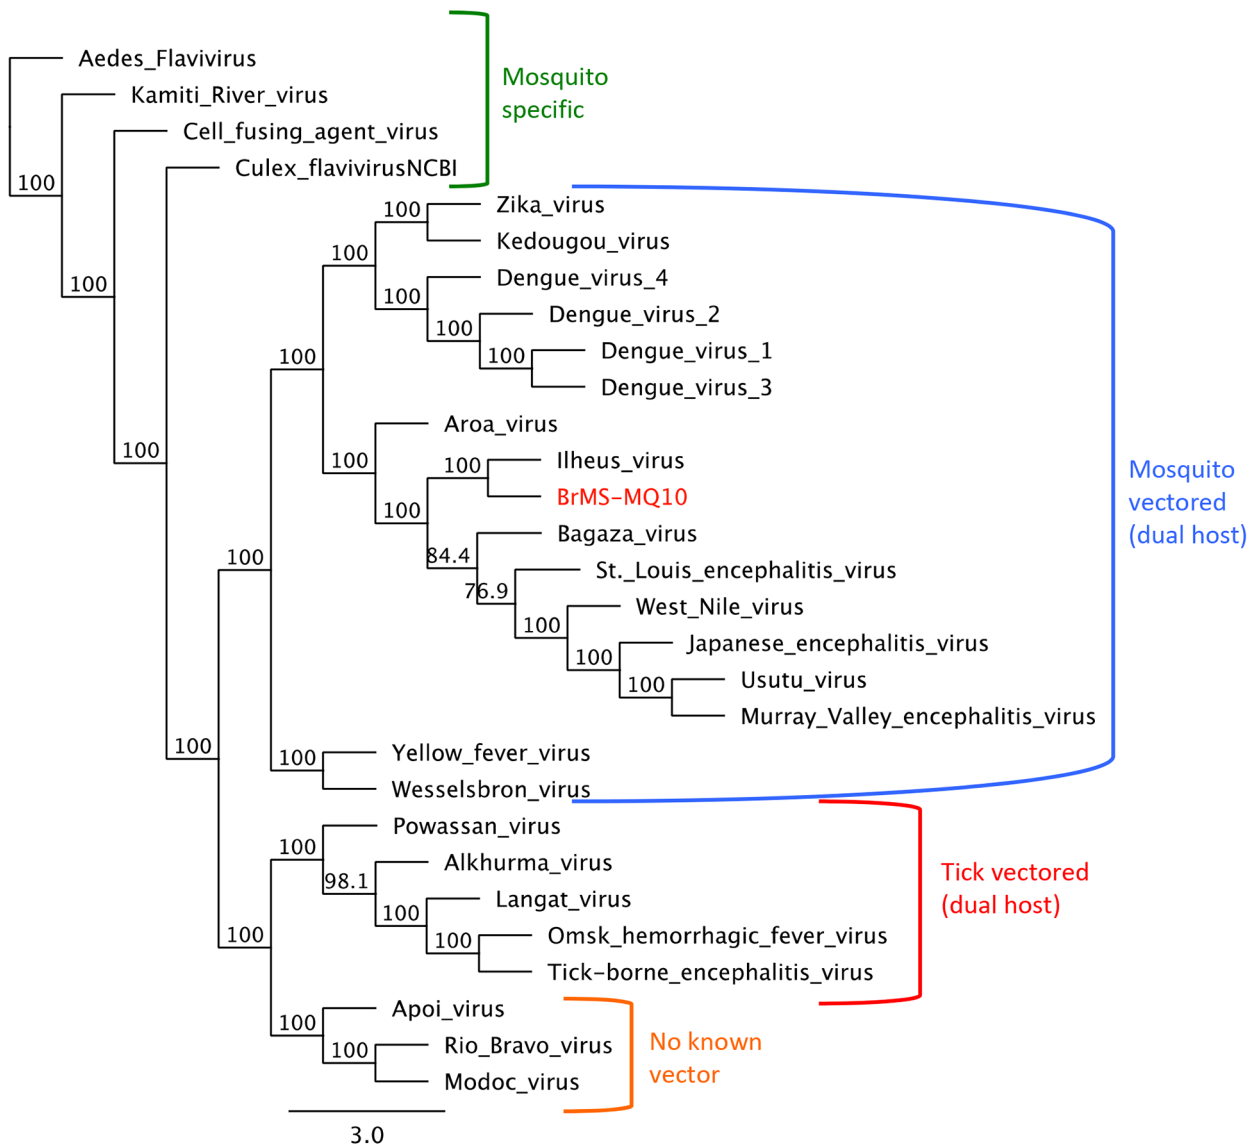 Aedes_Flavivirus
Mosquito
specific
Kamiti_River_virus
Cell_fusing_agent_virus
Culex_flavivirusNCBI
100
Zika_virus
100
Kedougou_virus
100
Dengue_virus_4
100
100
Dengue_virus_2
100
Dengue_virus_1
100
100
Dengue_virus_3
Aroa_virus
100
100
Ilheus_virus
100
BrMS-MQ10
Mosquito
vectored
(dual host)
100
Bagaza_virus
84.4
100
St._Louis_encephalitis_virus
76.9
West_Nile_virus
100
Japanese_encephalitis_virus
100
Usutu_virus
100
Murray_Valley_encephalitis_virus
100
Yellow_fever_virus
100
Wesselsbron_virus
Powassan_virus
100
Alkhurma_virus
Tick vectored
(dual host)
98.1
Langat_virus
100
Omsk_hemorrhagic_fever_virus
100
100
Tick-borne_encephalitis_virus
Apoi_virus
100
Rio_Bravo_virus
100
No known
vector
Modoc_virus
3.0